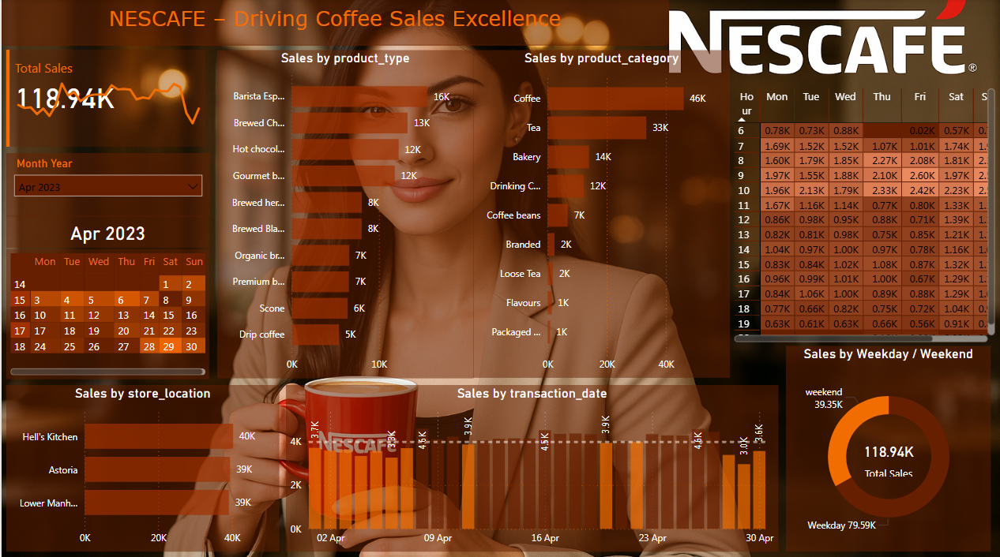 NESCAFE – Driving Coffee Sales Excellence
NESCAFÉ®
Total Sales
118.94K
Month Year
Apr 2023
Apr 2023
Mon Tue Wed Thu Fri Sat Sun
14 1 2
15 3 4 5 6 7 8 9
16 10 11 12 13 14 15 16
17 17 18 19 20 21 22 23
18 24 25 26 27 28 29 30
Sales by product_type
Barista Esp... 16K
Brewed Ch... 13K
Hot chocol... 12K
Gourmet b... 12K
Brewed her... 8K
Brewed Bla... 8K
Organic br... 7K
Premium b... 7K
Scone 6K
Drip coffee 5K
0K 10K
Sales by product_category
Coffee 46K
Tea 33K
Bakery 14K
Drinking C... 12K
Coffee beans 7K
Branded 2K
Loose Tea 2K
Flavours 1K
Packaged ... 1K
0K 20K 40K
Ho
ur Mon Tue Wed Thu Fri Sat S
6 0.78K 0.73K 0.88K 0.02K 0.57K 0.
7 1.69K 1.52K 1.52K 1.07K 1.01K 1.74K 1.
8 1.60K 1.79K 1.85K 2.27K 2.08K 1.81K 2.
9 1.97K 1.55K 1.88K 2.10K 2.60K 1.97K 2.
10 1.96K 2.13K 1.79K 2.33K 2.42K 2.23K 2.
11 1.67K 1.16K 1.14K 0.77K 0.80K 1.33K 1.
12 0.86K 0.98K 0.95K 0.88K 0.71K 1.39K 1.
13 0.82K 0.81K 0.98K 0.75K 0.85K 1.21K 1.
14 1.04K 0.97K 1.00K 0.97K 0.78K 1.16K 1.
15 0.83K 0.84K 1.02K 1.08K 0.87K 1.32K 1.
16 0.96K 0.99K 1.01K 1.00K 0.67K 1.29K 1.
17 0.84K 1.06K 1.00K 0.89K 0.88K 1.29K 1.
18 0.77K 0.66K 0.82K 0.75K 0.72K 1.04K 0.
19 0.63K 0.61K 0.63K 0.66K 0.56K 0.91K 0.
Sales by store_location
Hell's Kitchen 40K
Astoria 39K
Lower Manh... 39K
0K 20K 40K
Sales by transaction_date
3.7K 3.3K 3.9K 4.5K 3.9K 4.6K 3.0K 3.6K
NESCAFÉ
4K
2K
0K
02 Apr 09 Apr 16 Apr 23 Apr 30 Apr
Sales by Weekday / Weekend
weekend
39.35K
118.94K
Total Sales
Weekday 79.59K